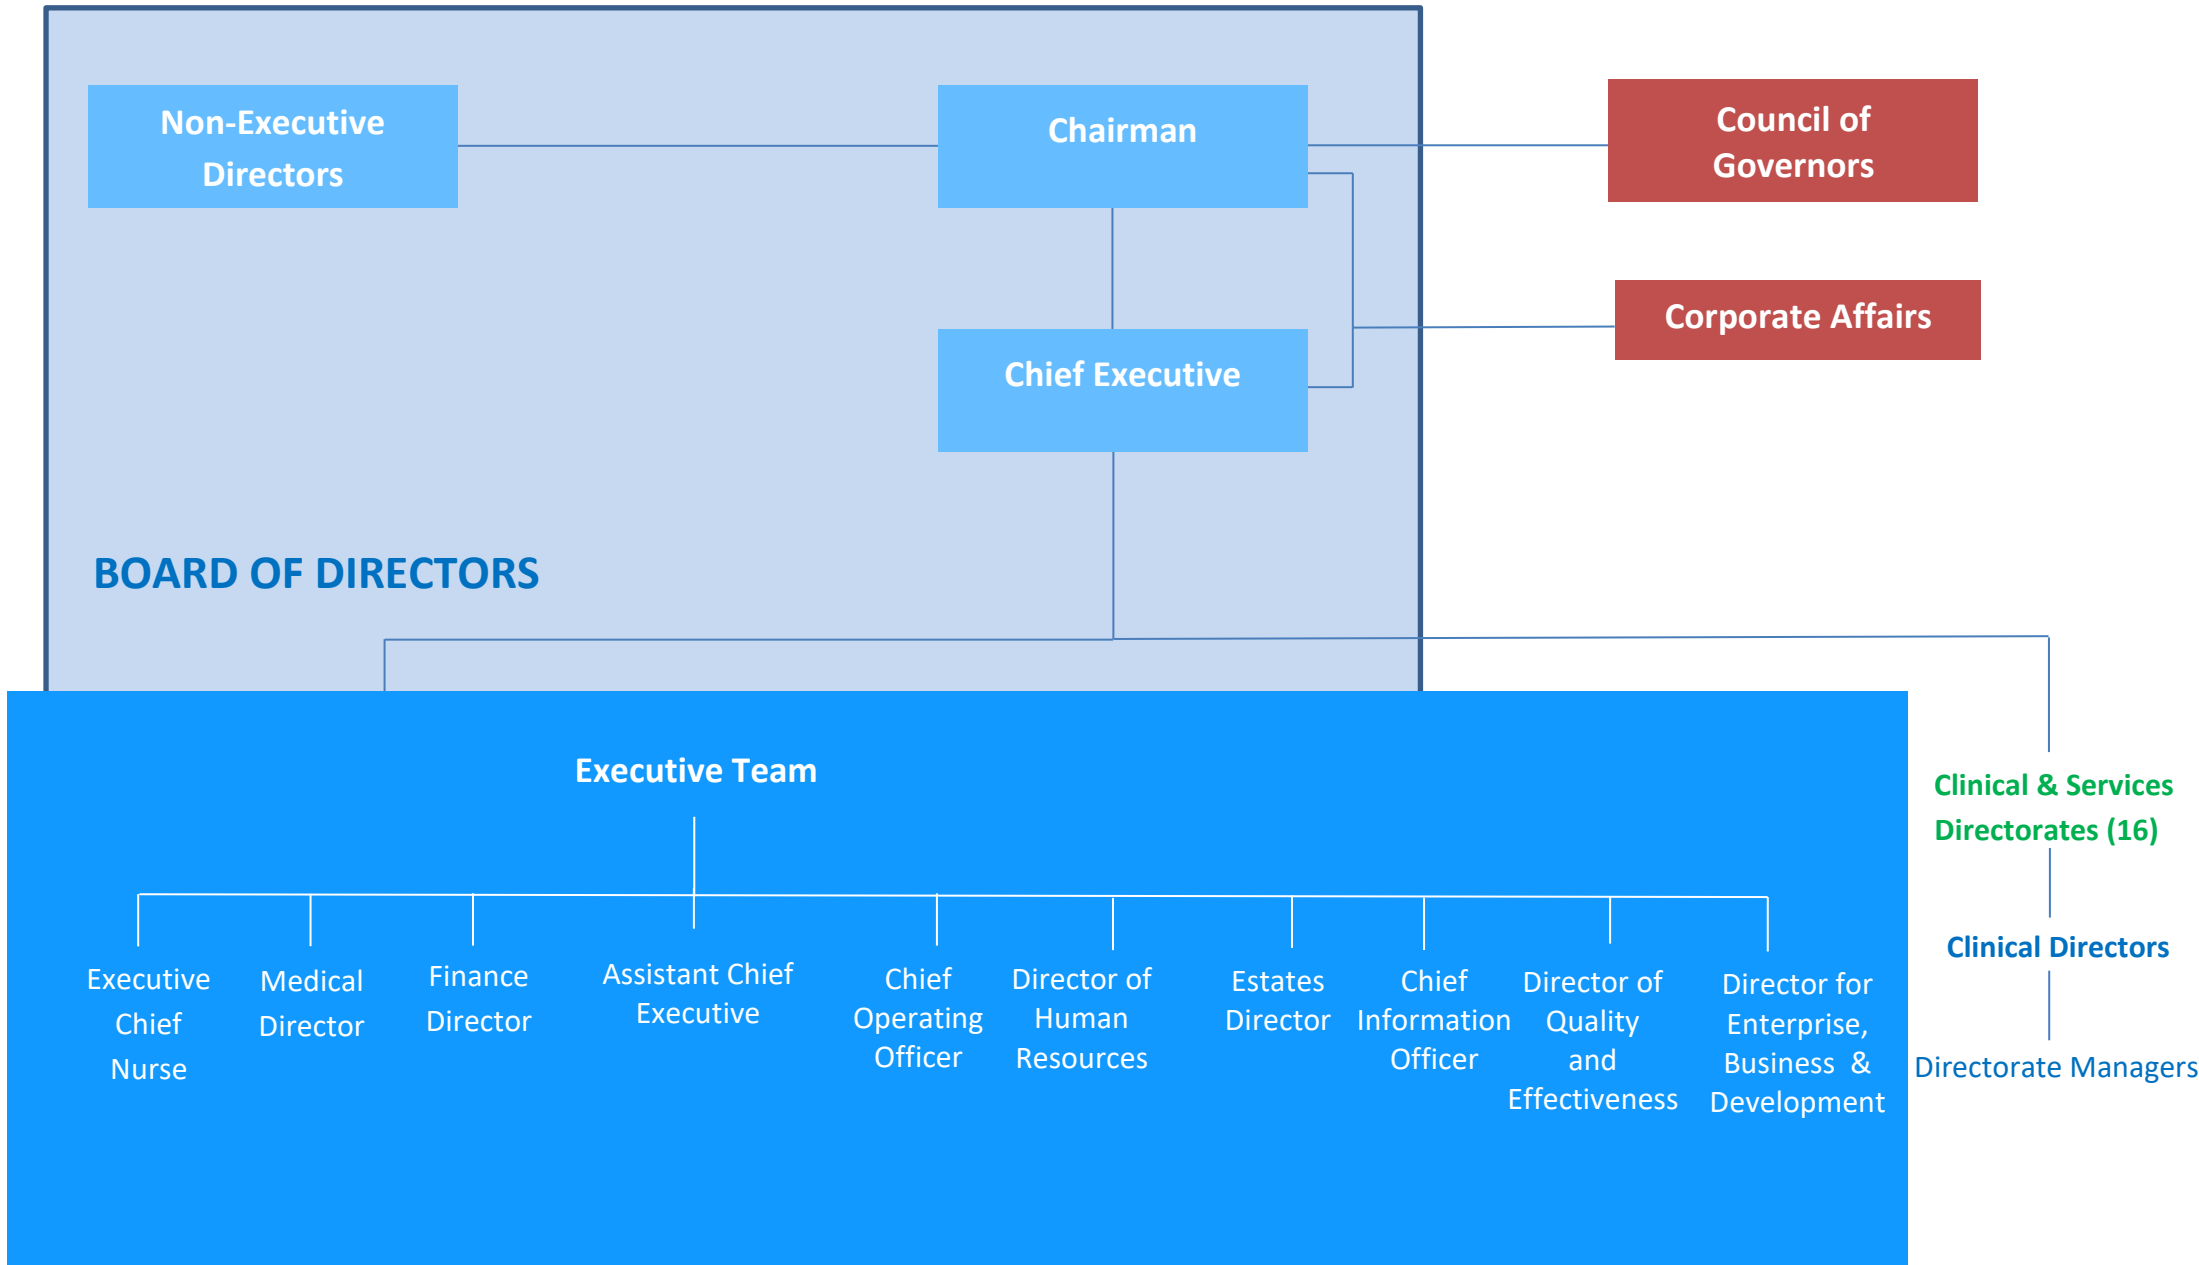 Non-Executive
Directors
Chairman
Council of
Governors
Corporate Affairs
Chief Executive
BOARD OF DIRECTORS
Executive Team
Executive
Chief
Nurse
Medical
Director
Finance
Director
Assistant Chief
Executive
Chief
Operating
Officer
Director of
Human
Resources
Estates
Director
Chief
Information
Officer
Director of
Quality
and
Effectiveness
Director for
Enterprise,
Business &
Development
Clinical & Services
Directorates (16)
Clinical Directors
Directorate Managers